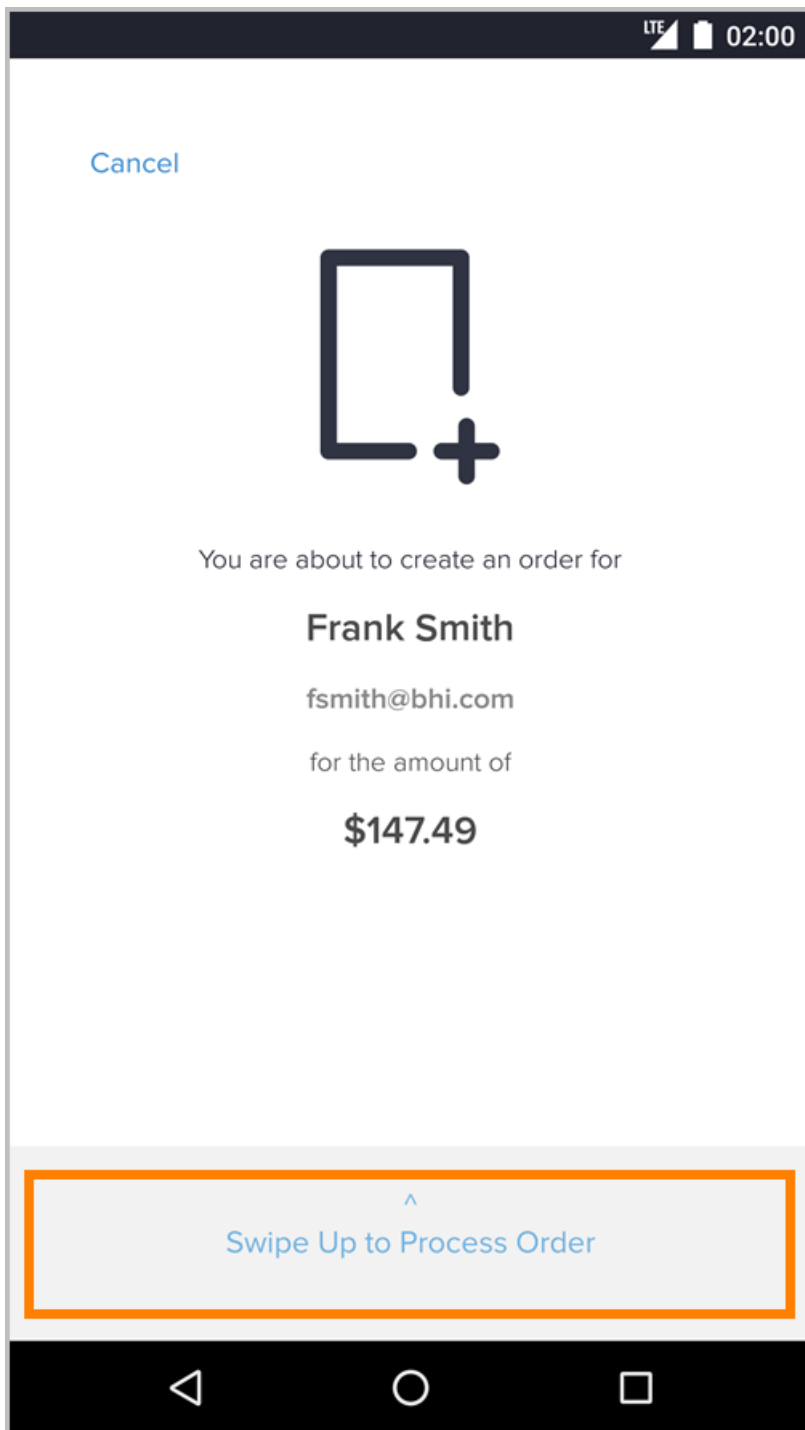 LTE 02:00
Cancel
You are about to create an order for
Frank Smith
fsmith@bhi.com
for the amount of
$147.49
^
Swipe Up to Process Order